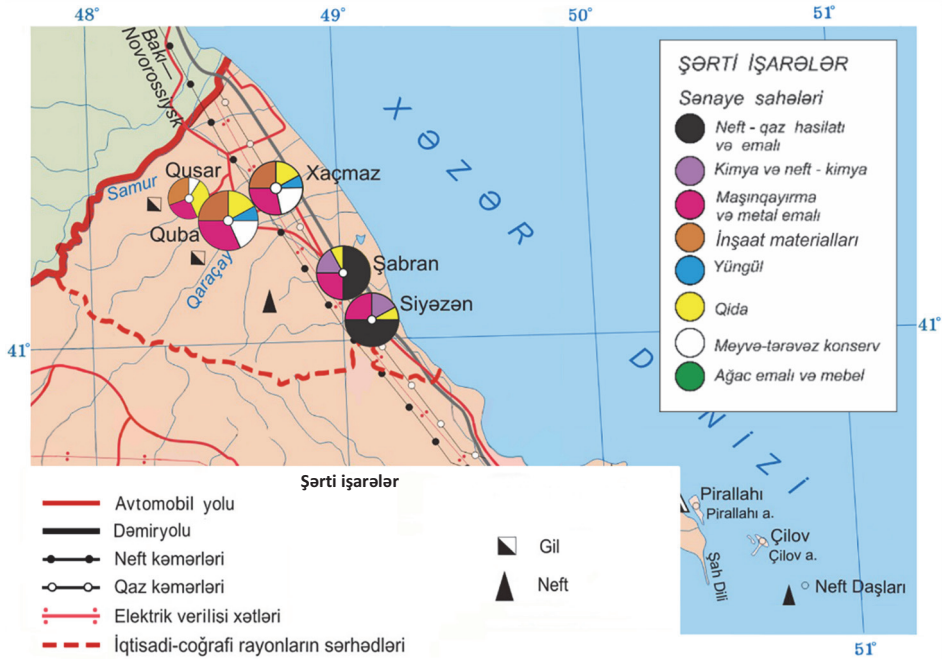 48°
49°
50°
51°
Bakı—
Novorossiysk
XƏZƏR
Qusar
Samur
Xaçmaz
Quba
Qaraçay
Şabran
Siyəzən
41°
41°
DƏNİZİ
ŞƏRTİ İŞARƏLƏR
Sənaye sahələri
Neft - qaz hasilatı
və emalı
Kimya və neft - kimya
Maşınqayırma
və metal emalı
İnşaat materialları
Yüngül
Qida
Meyvə-tərəvəz konserv
Ağac emalı və mebel
Şərti işarələr
Avtomobil yolu
Dəmiryolu
Neft kəmərləri
Qaz kəmərləri
Elektrik verilisi xətləri
İqtisadi-coğrafi rayonların sərhədləri
Gil
Neft
Pirallahı
Pirallahı a.
Çilov
Çilov a.
Şah Dili
Neft Daşları
51°